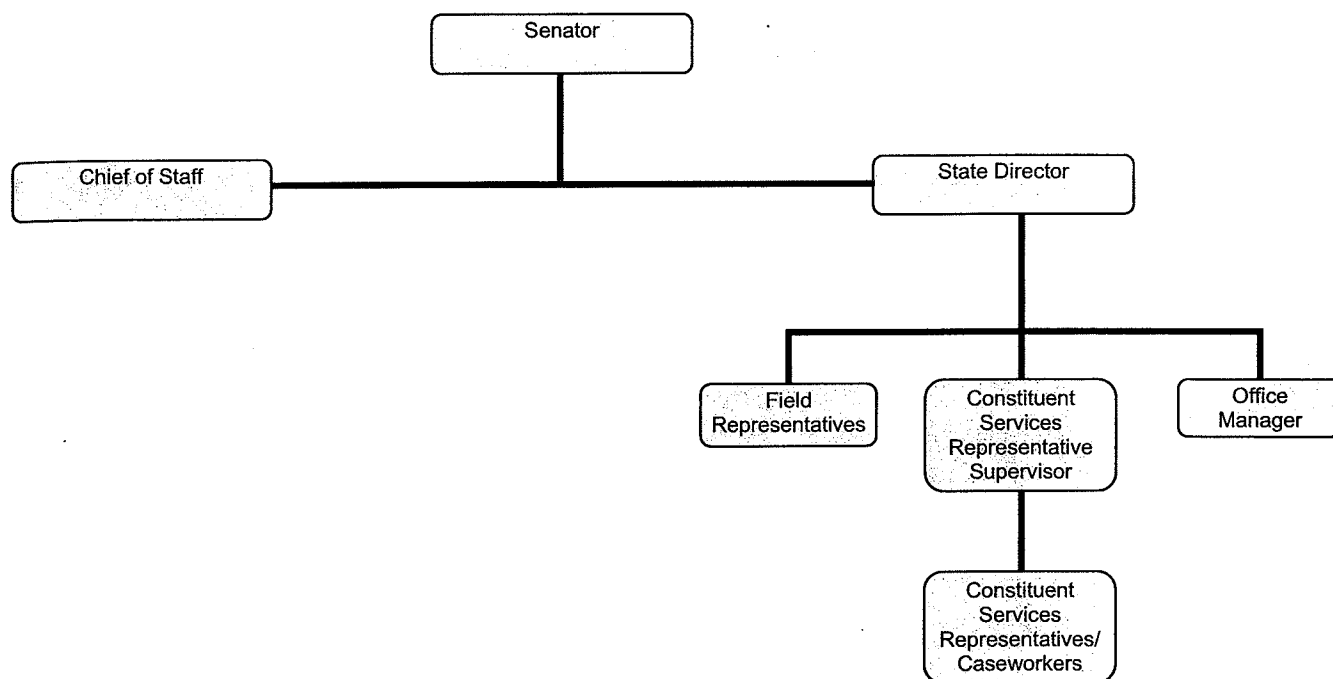 Senator
Chief of Staff
State Director
Field
Representatives
Constituent
Services
Representative
Supervisor
Office
Manager
Constituent
Services
Representatives/
Caseworkers